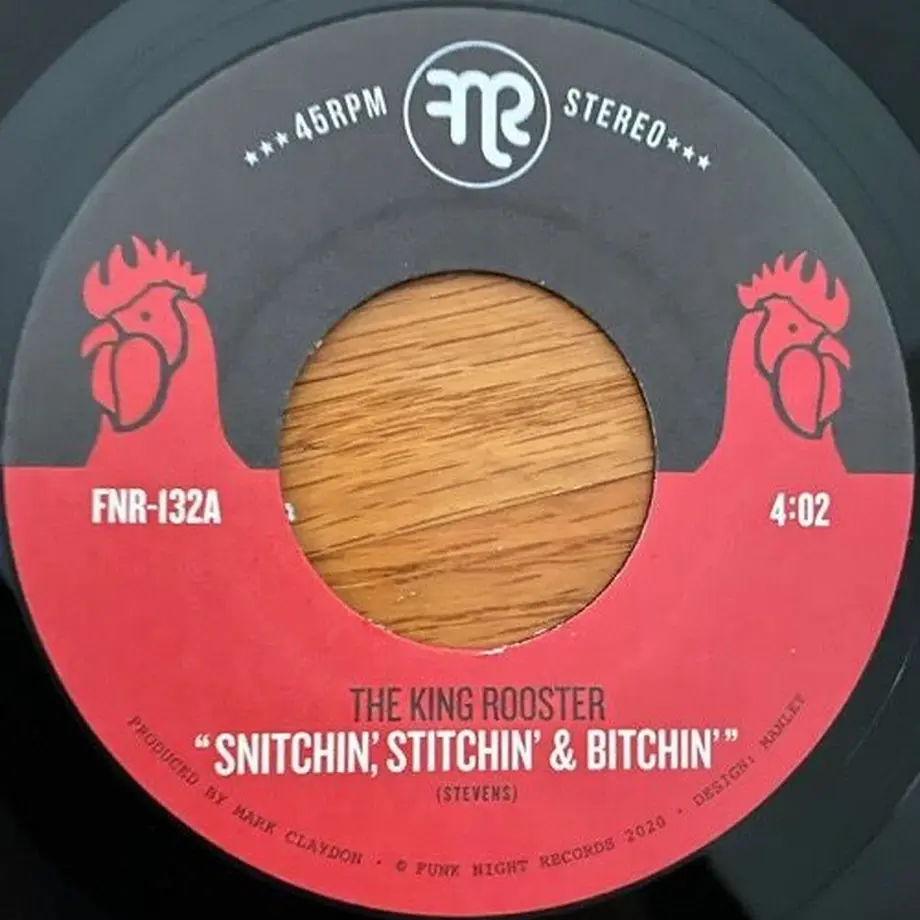 ***45RPM FNR STEREO***
FNR-132A
4:02
THE KING ROOSTER
“SNITCHIN’, STITCHIN’ & BITCHIN’”
(STEVENS)
PRODUCED BY MARK CLAYDON · © FUNK NIGHT RECORDS 2020 · DESIGN: MANLEY